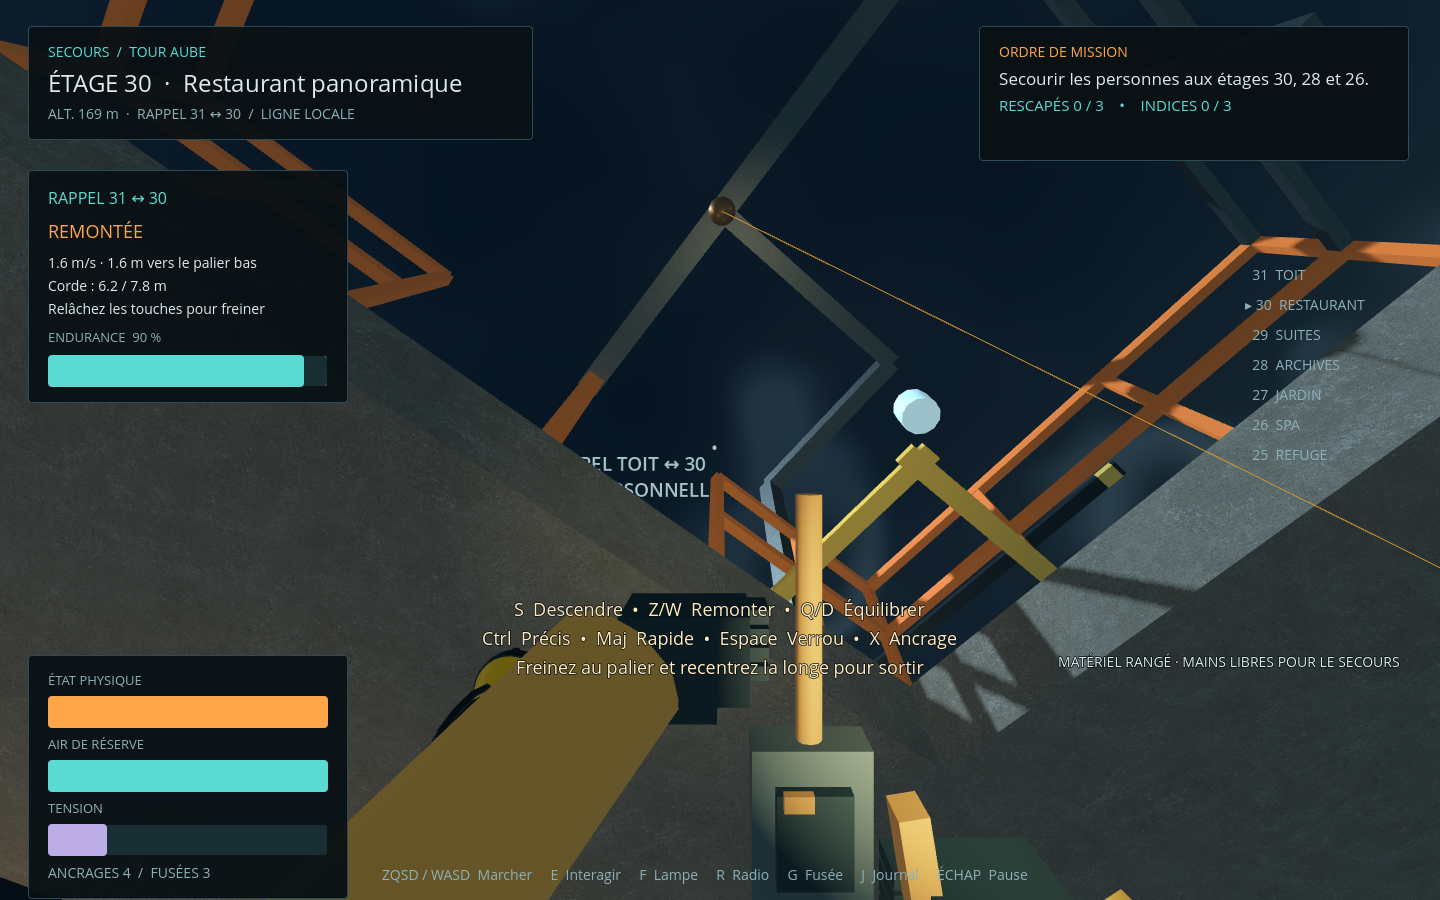 SECOURS / TOUR AUBE
ÉTAGE 30 · Restaurant panoramique
ALT. 169 m · RAPPEL 31 ↔ 30 / LIGNE LOCALE
ORDRE DE MISSION
Secourir les personnes aux étages 30, 28 et 26.
RESCAPÉS 0 / 3 • INDICES 0 / 3
RAPPEL 31 ↔ 30
REMONTÉE
1.6 m/s · 1.6 m vers le palier bas
Corde : 6.2 / 7.8 m
Relâchez les touches pour freiner
ENDURANCE 90 %
31 TOIT
▸ 30 RESTAURANT
29 SUITES
28 ARCHIVES
27 JARDIN
26 SPA
25 REFUGE
PEL TOIT ↔ 30
SONNELL
S Descendre • Z/W Remonter • Q/D Équilibrer
Ctrl Précis • Maj Rapide • Espace Verrou • X Ancrage
Freinez au palier et recentrez la longe pour sortir
MATÉRIEL RANGÉ · MAINS LIBRES POUR LE SECOURS
ÉTAT PHYSIQUE
AIR DE RÉSERVE
TENSION
ANCRAGES 4 / FUSÉES 3
ZQSD / WASD Marcher E Interagir F Lampe R Radio G Fusée J Journal ÉCHAP Pause